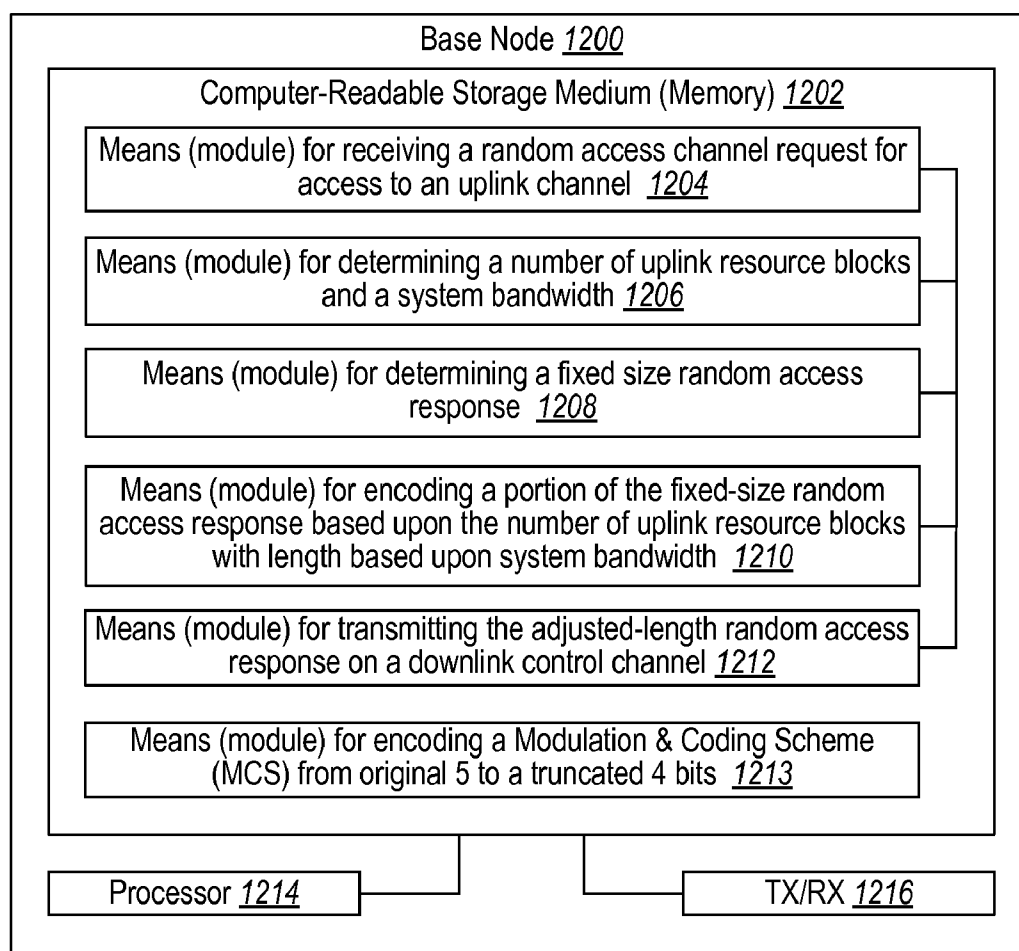 Base Node 1200
Computer-Readable Storage Medium (Memory) 1202
Means (module) for receiving a random access channel request for
access to an uplink channel 1204
Means (module) for determining a number of uplink resource blocks
and a system bandwidth 1206
Means (module) for determining a fixed size random access
response 1208
Means (module) for encoding a portion of the fixed-size random
access response based upon the number of uplink resource blocks
with length based upon system bandwidth 1210
Means (module) for transmitting the adjusted-length random access
response on a downlink control channel 1212
Means (module) for encoding a Modulation & Coding Scheme
(MCS) from original 5 to a truncated 4 bits 1213
Processor 1214
TX/RX 1216